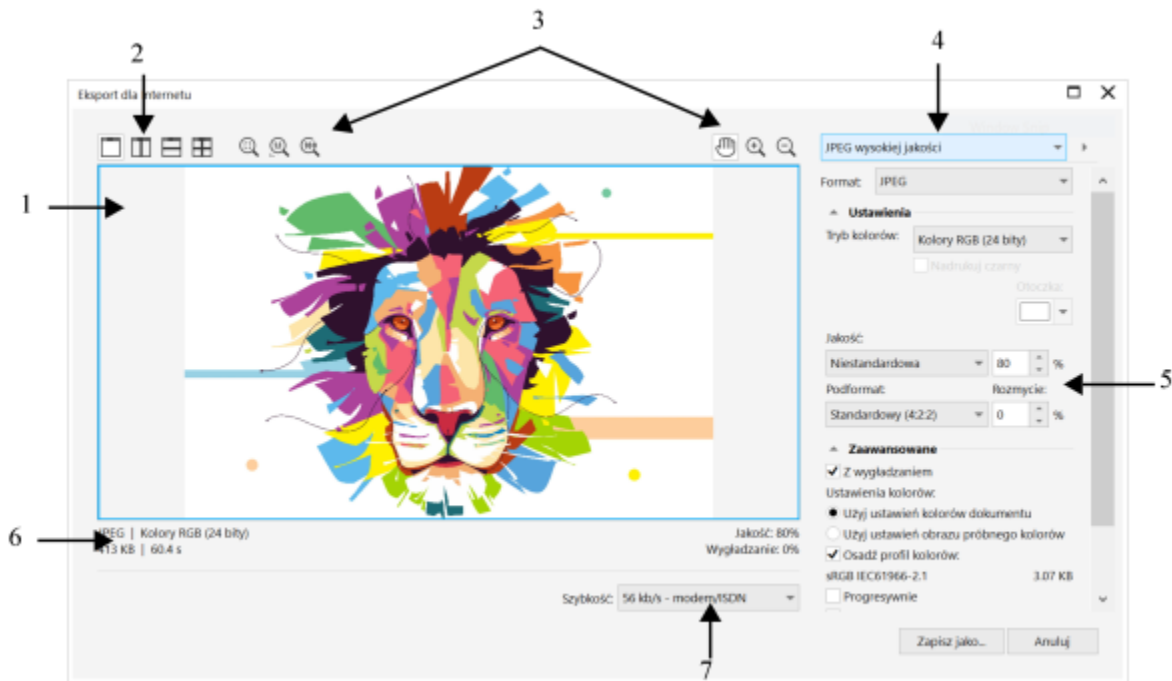 2
3
4
Eksport dla internetu
JPEG wysokiej jakości
1
Format: JPEG
Ustawienia
Tryb kolorów: Kolory RGB (24 bity)
Nadrukuj czarny
Otoczka:
Jakość:
Niestandardowa 80 %
5
Podformat: Rozmycie:
Standardowy (4:2:2) 0 %
Zaawansowane
Z wygładzaniem
Ustawienia kolorów:
Użyj ustawień kolorów dokumentu
Użyj ustawień obrazu próbnego kolorów
Osadź profil kolorów:
sRGB IEC61966-2.1 3.07 KB
Progresywnie
6
JPEG | Kolory RGB (24 bity) Jakość: 80%
413 KB | 60.4 s Wygładzanie: 0%
Szybkość: 56 kb/s - modem/ISDN
7
Zapisz jako... Anuluj